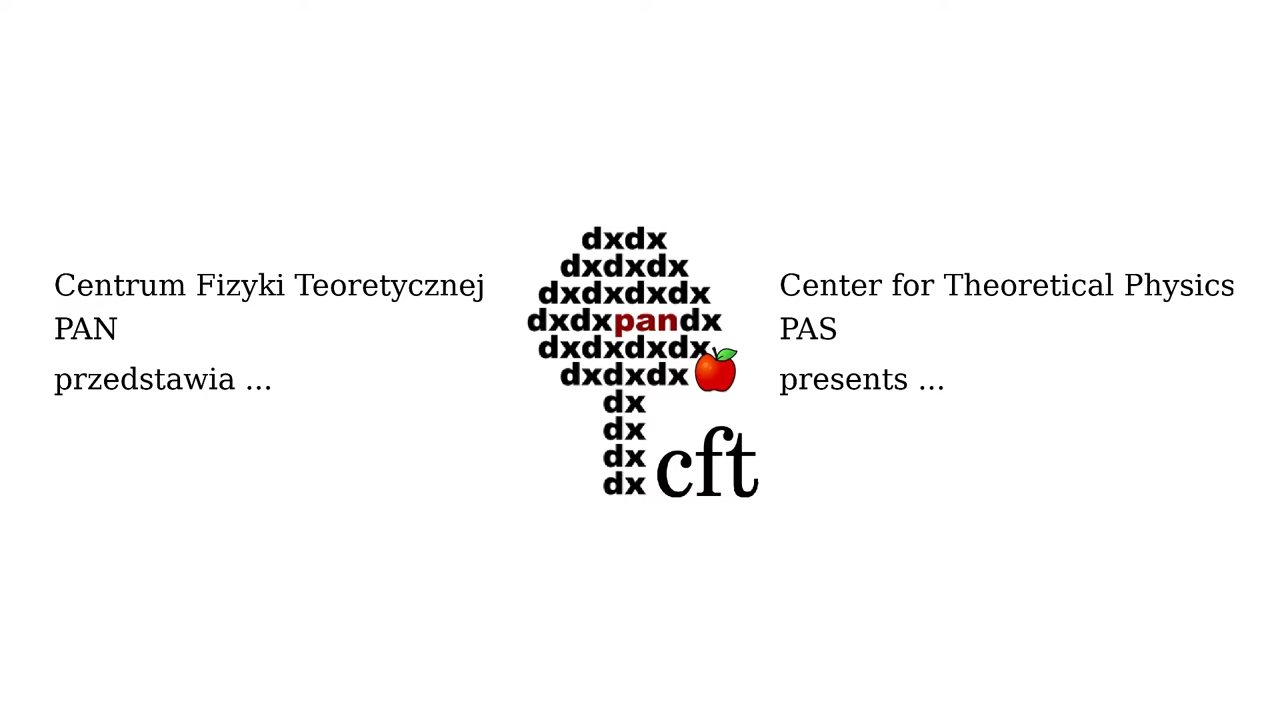 Centrum Fizyki Teoretycznej
PAN
przedstawia ...
dxdx
dxdxdx
dxdxdxdx
dxdxpandx
dxdxdxdx
dxdxdx
dx
dx
dx
dx
cft
Center for Theoretical Physics
PAS
presents ...